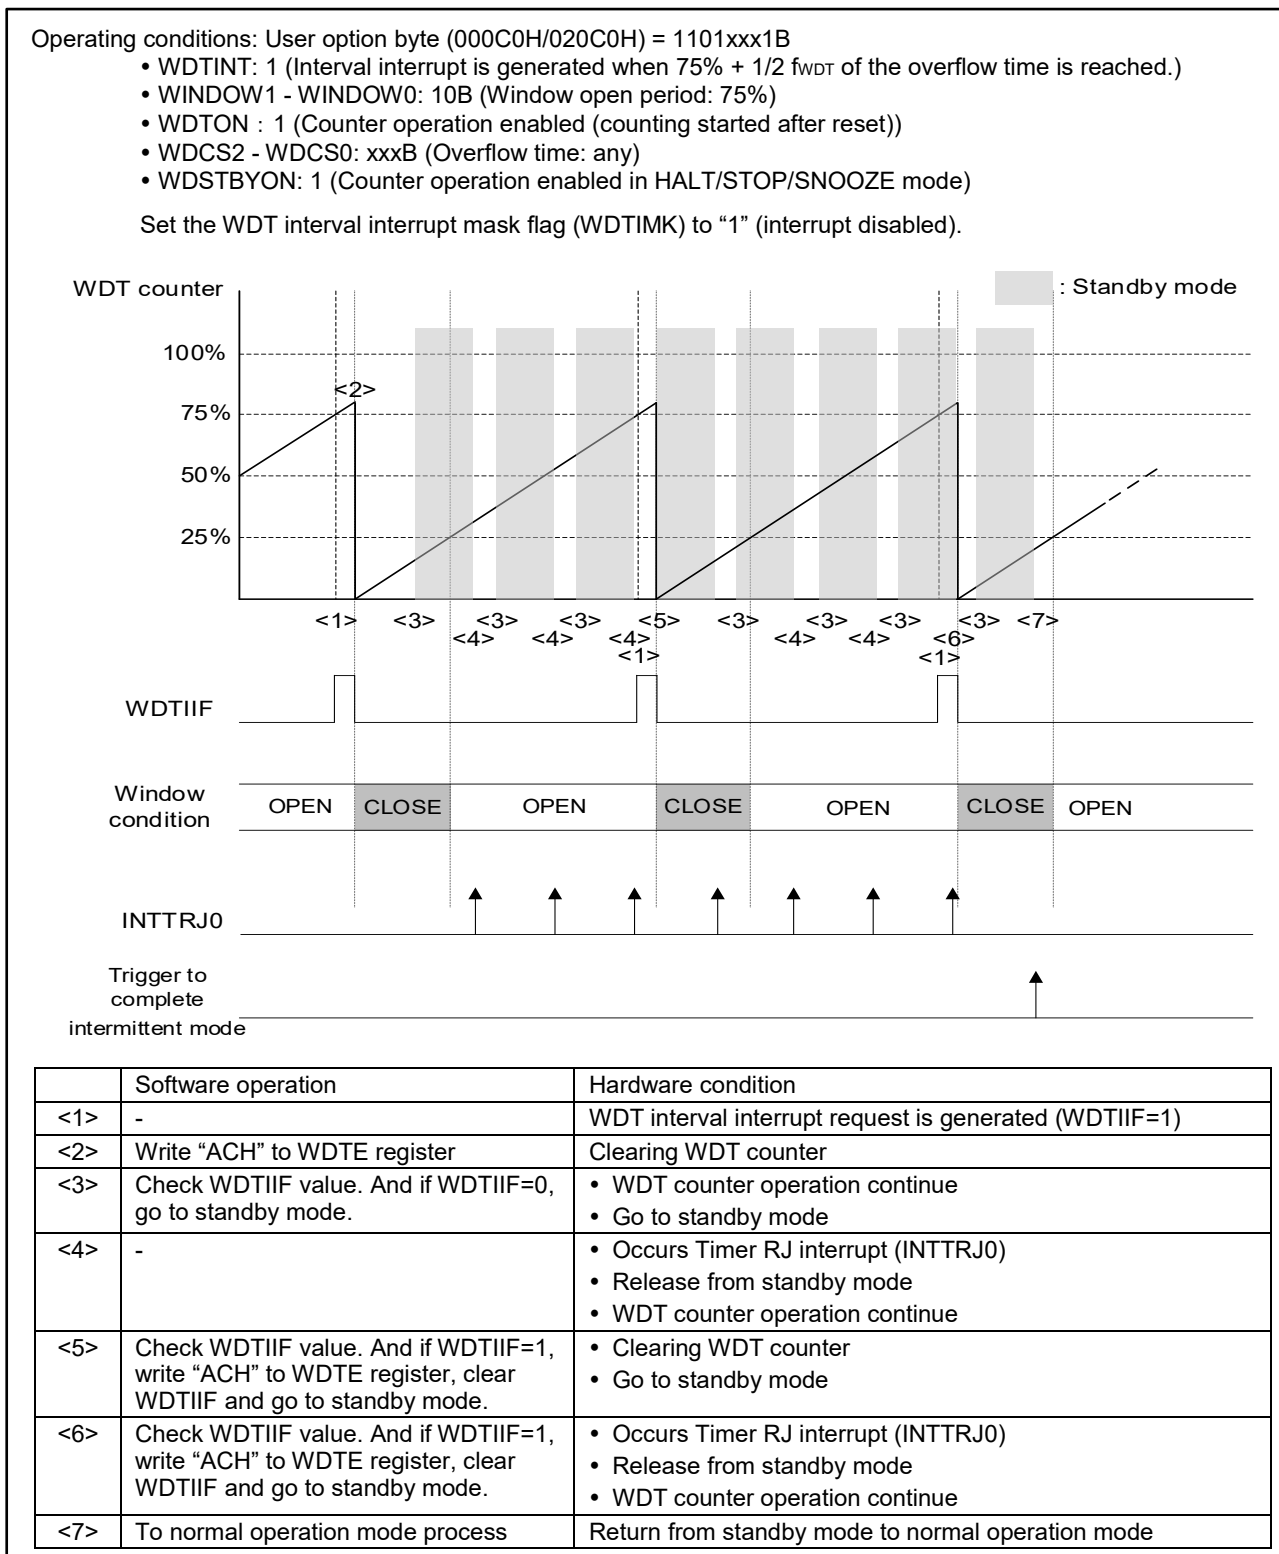 Operating conditions: User option byte (000C0H/020C0H) = 1101xxx1B
• WDTINT: 1 (Interval interrupt is generated when 75% + 1/2 fWDT of the overflow time is reached.)
• WINDOW1 - WINDOW0: 10B (Window open period: 75%)
• WDTON : 1 (Counter operation enabled (counting started after reset))
• WDCS2 - WDCS0: xxxB (Overflow time: any)
• WDSTBYON: 1 (Counter operation enabled in HALT/STOP/SNOOZE mode)
Set the WDT interval interrupt mask flag (WDTIMK) to “1” (interrupt disabled).
WDT counter
: Standby mode
100%
<2>
75%
50%
25%
<1> <3> <3> <3> <5> <3> <3> <3> <3> <7>
<4> <4> <4> <4> <4> <6>
<1> <1>
WDTIIF
Window
condition
OPEN CLOSE OPEN CLOSE OPEN CLOSE OPEN
INTTRJ0
Trigger to
complete
intermittent mode
Software operation Hardware condition
<1> - WDT interval interrupt request is generated (WDTIIF=1)
<2> Write “ACH” to WDTE register Clearing WDT counter
<3> Check WDTIIF value. And if WDTIIF=0, • WDT counter operation continue
go to standby mode. • Go to standby mode
<4> - • Occurs Timer RJ interrupt (INTTRJ0)
• Release from standby mode
• WDT counter operation continue
<5> Check WDTIIF value. And if WDTIIF=1, • Clearing WDT counter
write “ACH” to WDTE register, clear • Go to standby mode
WDTIIF and go to standby mode.
<6> Check WDTIIF value. And if WDTIIF=1, • Occurs Timer RJ interrupt (INTTRJ0)
write “ACH” to WDTE register, clear • Release from standby mode
WDTIIF and go to standby mode. • WDT counter operation continue
<7> To normal operation mode process Return from standby mode to normal operation mode